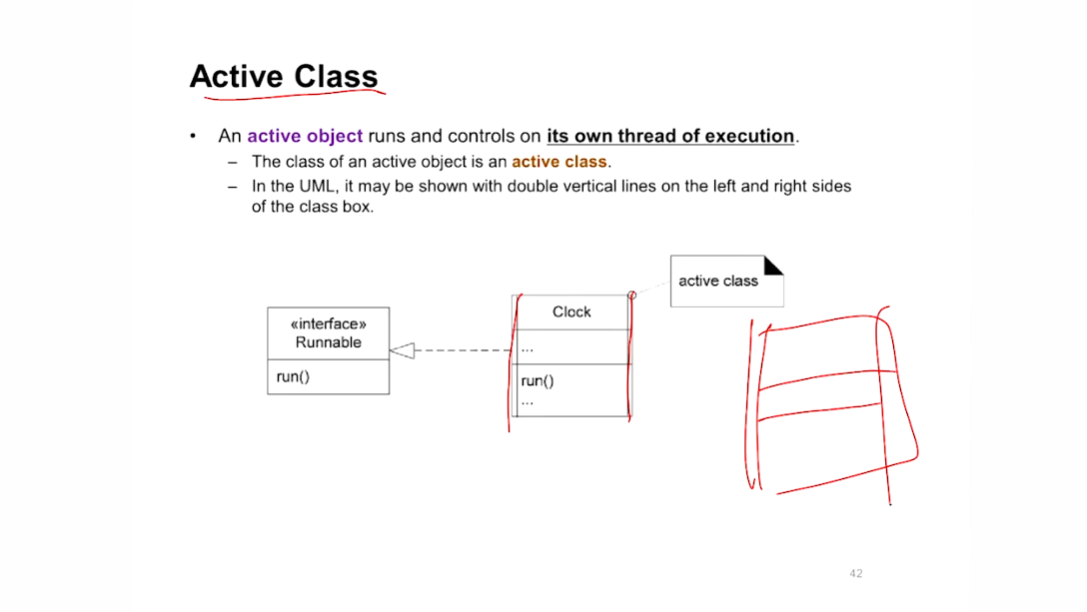 Active Class
• An active object runs and controls on its own thread of execution.
– The class of an active object is an active class.
– In the UML, it may be shown with double vertical lines on the left and right sides
of the class box.
active class
Clock
«interface»
Runnable
...
run()
run()
...
42